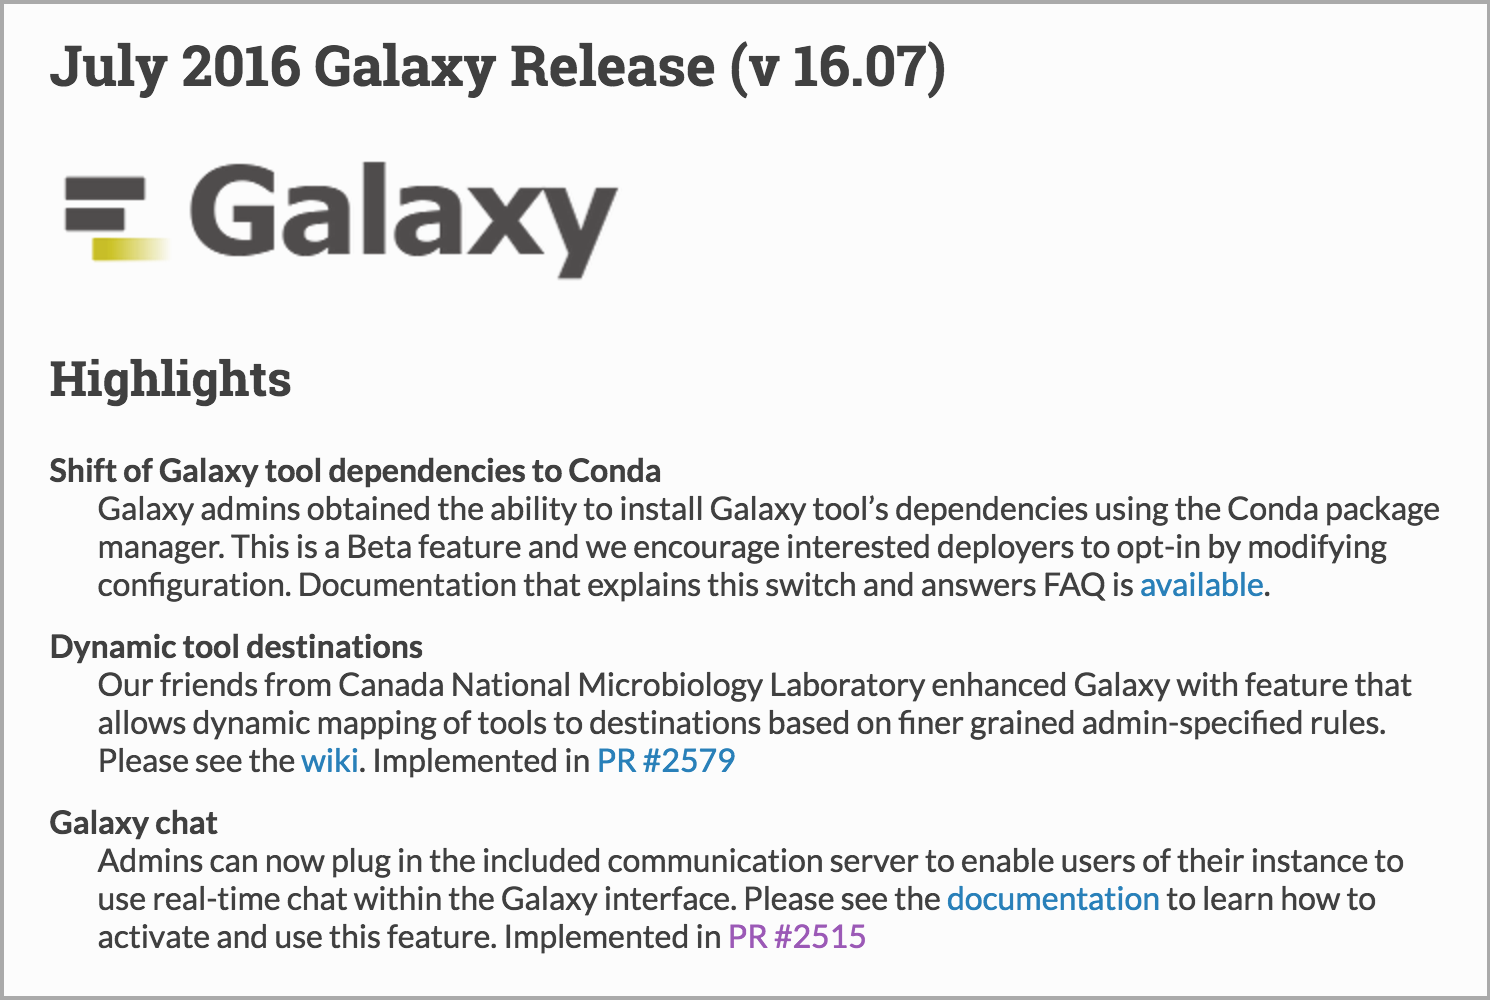 July 2016 Galaxy Release (v 16.07)
Galaxy
Highlights
Shift of Galaxy tool dependencies to Conda
Galaxy admins obtained the ability to install Galaxy tool’s dependencies using the Conda package
manager. This is a Beta feature and we encourage interested deployers to opt-in by modifying
configuration. Documentation that explains this switch and answers FAQ is available.
Dynamic tool destinations
Our friends from Canada National Microbiology Laboratory enhanced Galaxy with feature that
allows dynamic mapping of tools to destinations based on finer grained admin-specified rules.
Please see the wiki. Implemented in PR #2579
Galaxy chat
Admins can now plug in the included communication server to enable users of their instance to
use real-time chat within the Galaxy interface. Please see the documentation to learn how to
activate and use this feature. Implemented in PR #2515